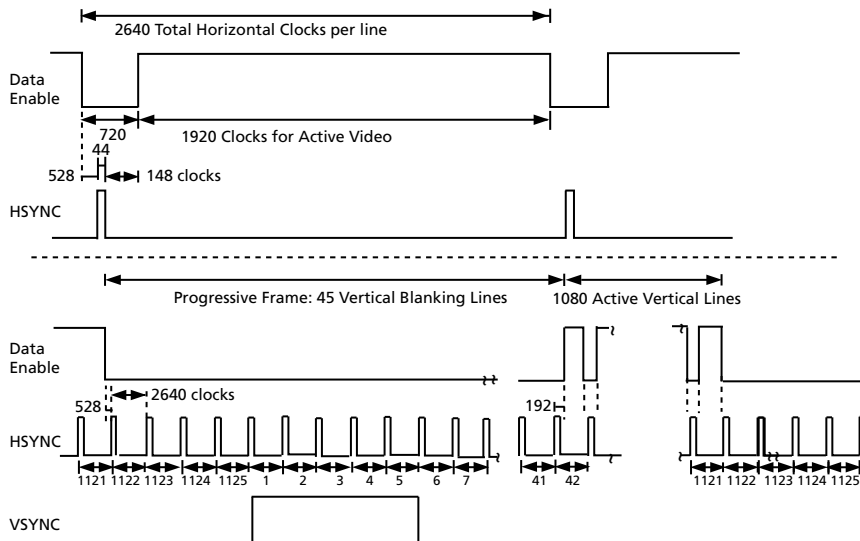 2640 Total Horizontal Clocks per line
Data
Enable
720
1920 Clocks for Active Video
44
528
148 clocks
HSYNC
Progressive Frame: 45 Vertical Blanking Lines
1080 Active Vertical Lines
Data
Enable
2640 clocks
528
192
HSYNC
1121 1122 1123 1124 1125 1 2 3 4 5 6 7 41 42 1121 1122 1123 1124 1125
VSYNC